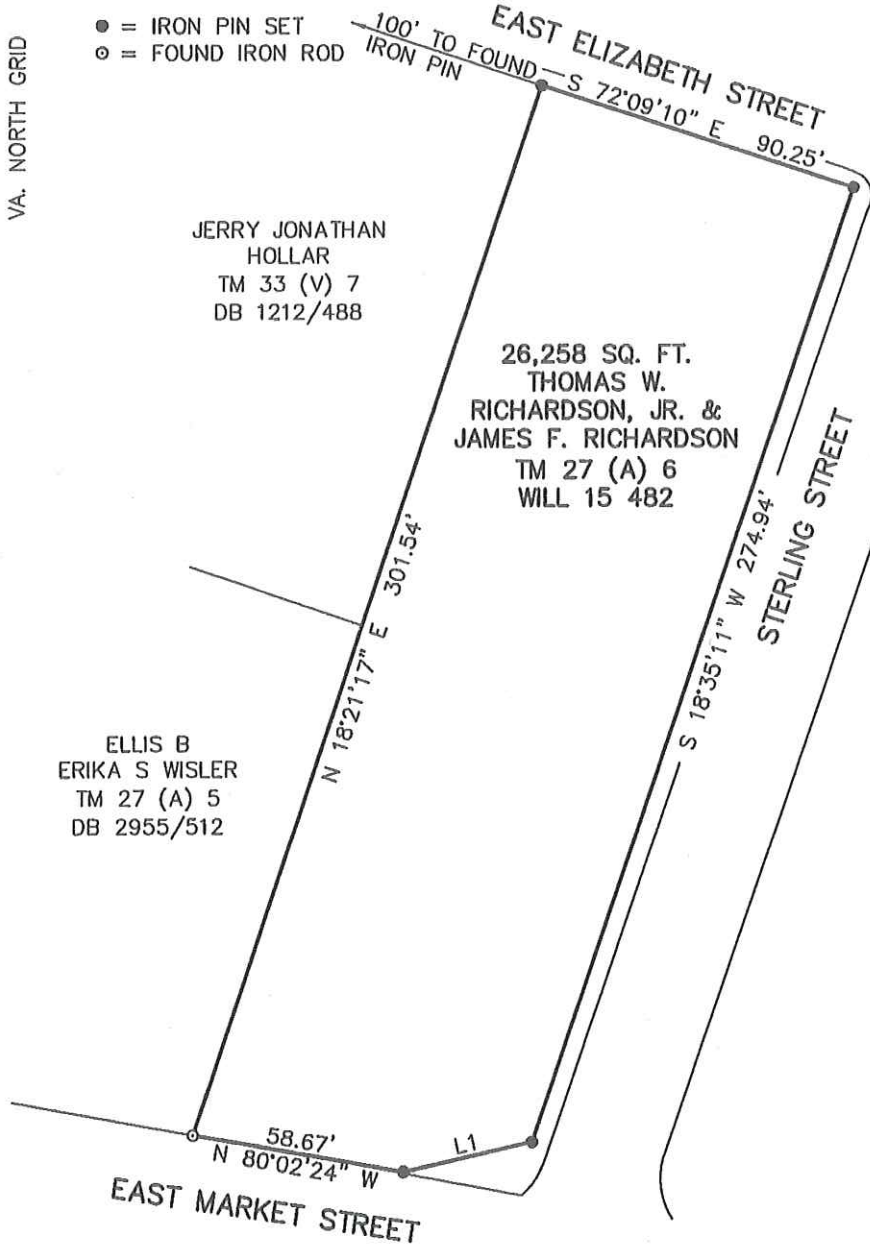 VA. NORTH GRID
● = IRON PIN SET
⊙ = FOUND IRON ROD
100' TO FOUND
IRON PIN
EAST ELIZABETH STREET
S 72°09'10" E 90.25'
JERRY JONATHAN
HOLLAR
TM 33 (V) 7
DB 1212/488
26,258 SQ. FT.
THOMAS W.
RICHARDSON, JR. &
JAMES F. RICHARDSON
TM 27 (A) 6
WILL 15 482
N 18°21'17" E 301.54'
S 18°35'11" W 274.94'
STERLING STREET
ELLIS B
ERIKA S WISLER
TM 27 (A) 5
DB 2955/512
L1
58.67'
N 80°02'24" W
EAST MARKET STREET